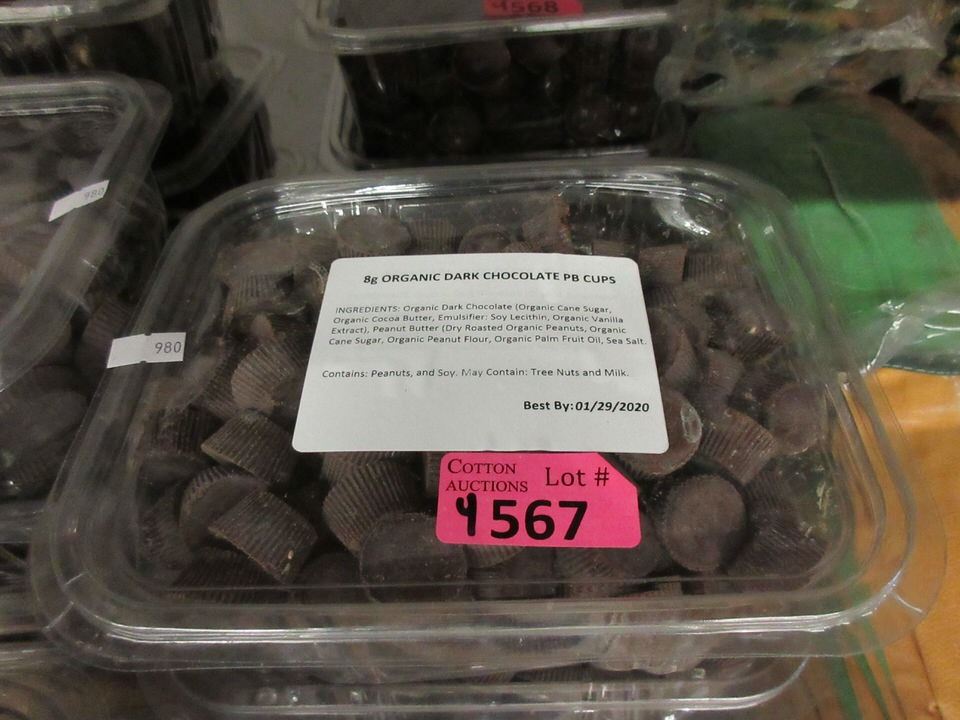 4568
980
8g ORGANIC DARK CHOCOLATE PB CUPS
INGREDIENTS: Organic Dark Chocolate (Organic Cane Sugar,
Organic Cocoa Butter, Emulsifier: Soy Lecithin, Organic Vanilla
Extract), Peanut Butter (Dry Roasted Organic Peanuts, Organic
Cane Sugar, Organic Peanut Flour, Organic Palm Fruit Oil, Sea Salt.
980
Contains: Peanuts, and Soy. May Contain: Tree Nuts and Milk.
Best By: 01/29/2020
COTTON
AUCTIONS Lot #
4567